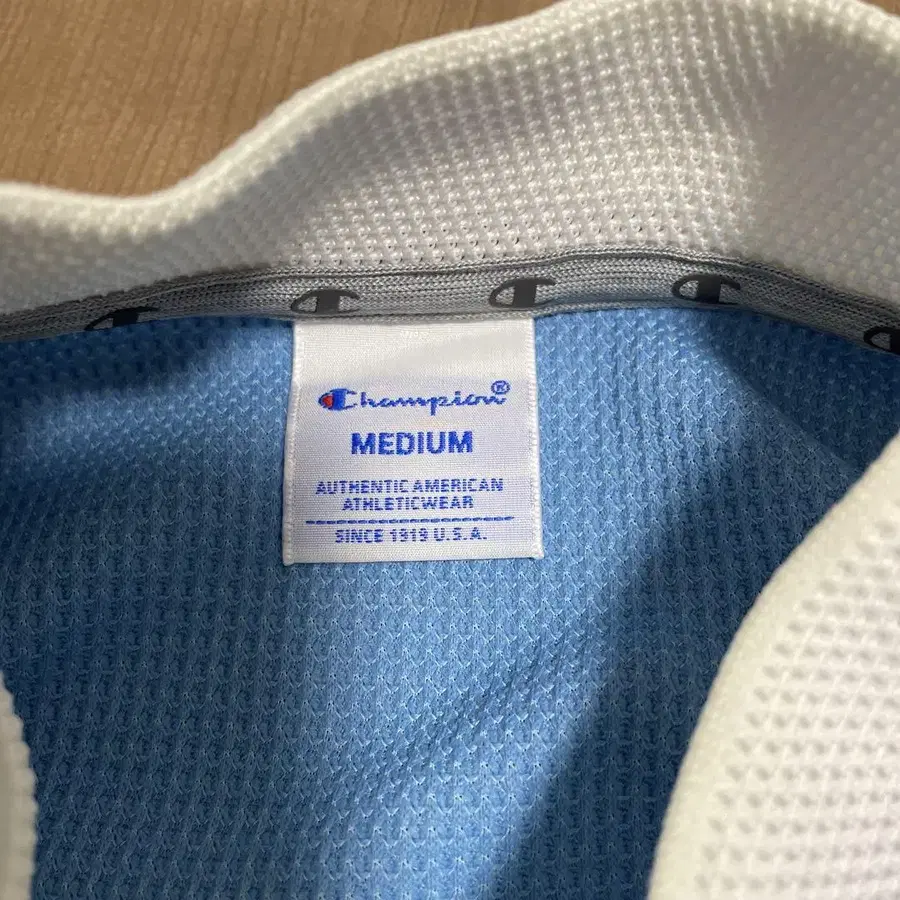 Champion®
MEDIUM
AUTHENTIC AMERICAN
ATHLETICWEAR
SINCE 1919 U.S.A.